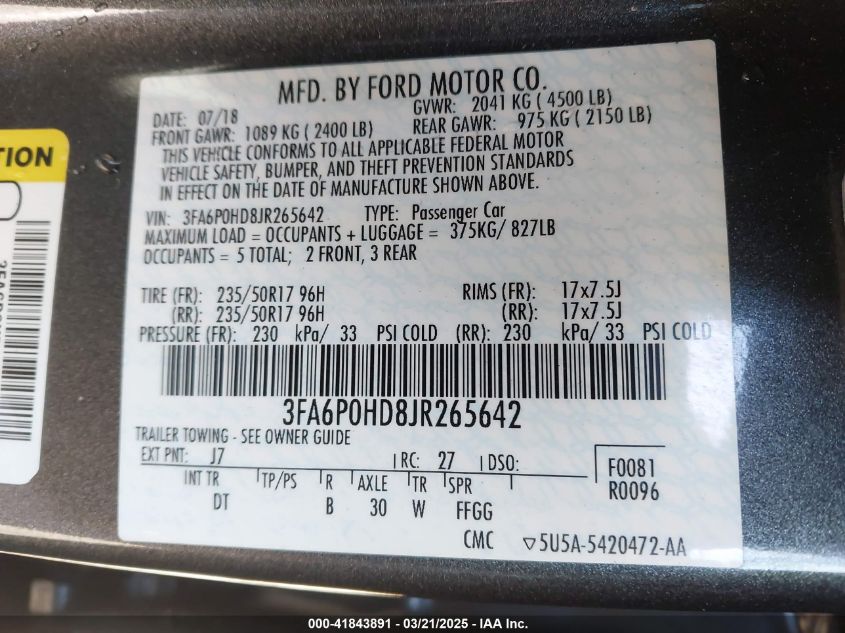 MFD. BY FORD MOTOR CO.
DATE: 07/18 GVWR: 2041 KG ( 4500 LB)
FRONT GAWR: 1089 KG ( 2400 LB) REAR GAWR: 975 KG ( 2150 LB)
THIS VEHICLE CONFORMS TO ALL APPLICABLE FEDERAL MOTOR
VEHICLE SAFETY, BUMPER, AND THEFT PREVENTION STANDARDS
IN EFFECT ON THE DATE OF MANUFACTURE SHOWN ABOVE.
VIN: 3FA6P0HD8JR265642 TYPE: Passenger Car
MAXIMUM LOAD = OCCUPANTS + LUGGAGE = 375KG/ 827LB
OCCUPANTS = 5 TOTAL; 2 FRONT, 3 REAR
TIRE (FR): 235/50R17 96H RIMS (FR): 17x7.5J
(RR): 235/50R17 96H (RR): 17x7.5J
PRESSURE (FR): 230 kPa/ 33 PSI COLD (RR): 230 kPa/ 33 PSI COLD
3FA6P0HD8JR265642
TRAILER TOWING - SEE OWNER GUIDE
EXT PNT: J7 RC: 27 DSO: F0081
INT TR TP/PS R AXLE TR SPR R0096
DT B 30 W FFGG
CMC ▽5U5A-5420472-AA
TION
000-41843891 - 03/21/2025 - IAA Inc.